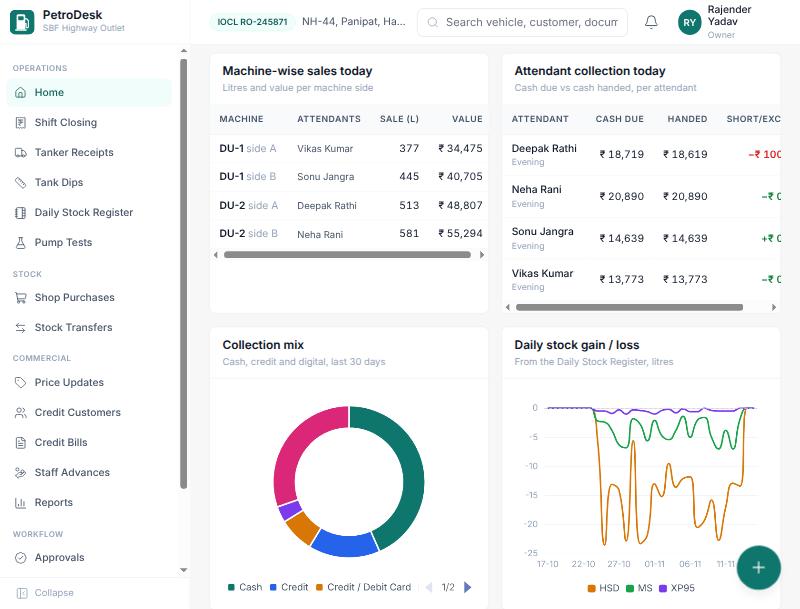 PetroDesk
SBF Highway Outlet
IOCL RO-245871
NH-44, Panipat, Ha...
Search vehicle, customer, docum
RY
Rajender Yadav
Owner
OPERATIONS
Home
Shift Closing
Tanker Receipts
Tank Dips
Daily Stock Register
Pump Tests
STOCK
Shop Purchases
Stock Transfers
COMMERCIAL
Price Updates
Credit Customers
Credit Bills
Staff Advances
Reports
WORKFLOW
Approvals
Collapse
Machine-wise sales today
Litres and value per machine side
MACHINE ATTENDANTS SALE (L) VALUE
DU-1 side A Vikas Kumar 377 ₹ 34,475
DU-1 side B Sonu Jangra 445 ₹ 40,705
DU-2 side A Deepak Rathi 513 ₹ 48,807
DU-2 side B Neha Rani 581 ₹ 55,294
Attendant collection today
Cash due vs cash handed, per attendant
ATTENDANT CASH DUE HANDED SHORT/EXC
Deepak Rathi ₹ 18,719 ₹ 18,619 −₹ 100
Evening
Neha Rani ₹ 20,890 ₹ 20,890 −₹ 0
Evening
Sonu Jangra ₹ 14,639 ₹ 14,639 +₹ 0
Evening
Vikas Kumar ₹ 13,773 ₹ 13,773 −₹ 0
Evening
Collection mix
Cash, credit and digital, last 30 days
Cash Credit Credit / Debit Card 1/2
Daily stock gain / loss
From the Daily Stock Register, litres
0
-5
-10
-15
-20
-25
17-10 22-10 27-10 01-11 06-11 11-11
HSD MS XP95